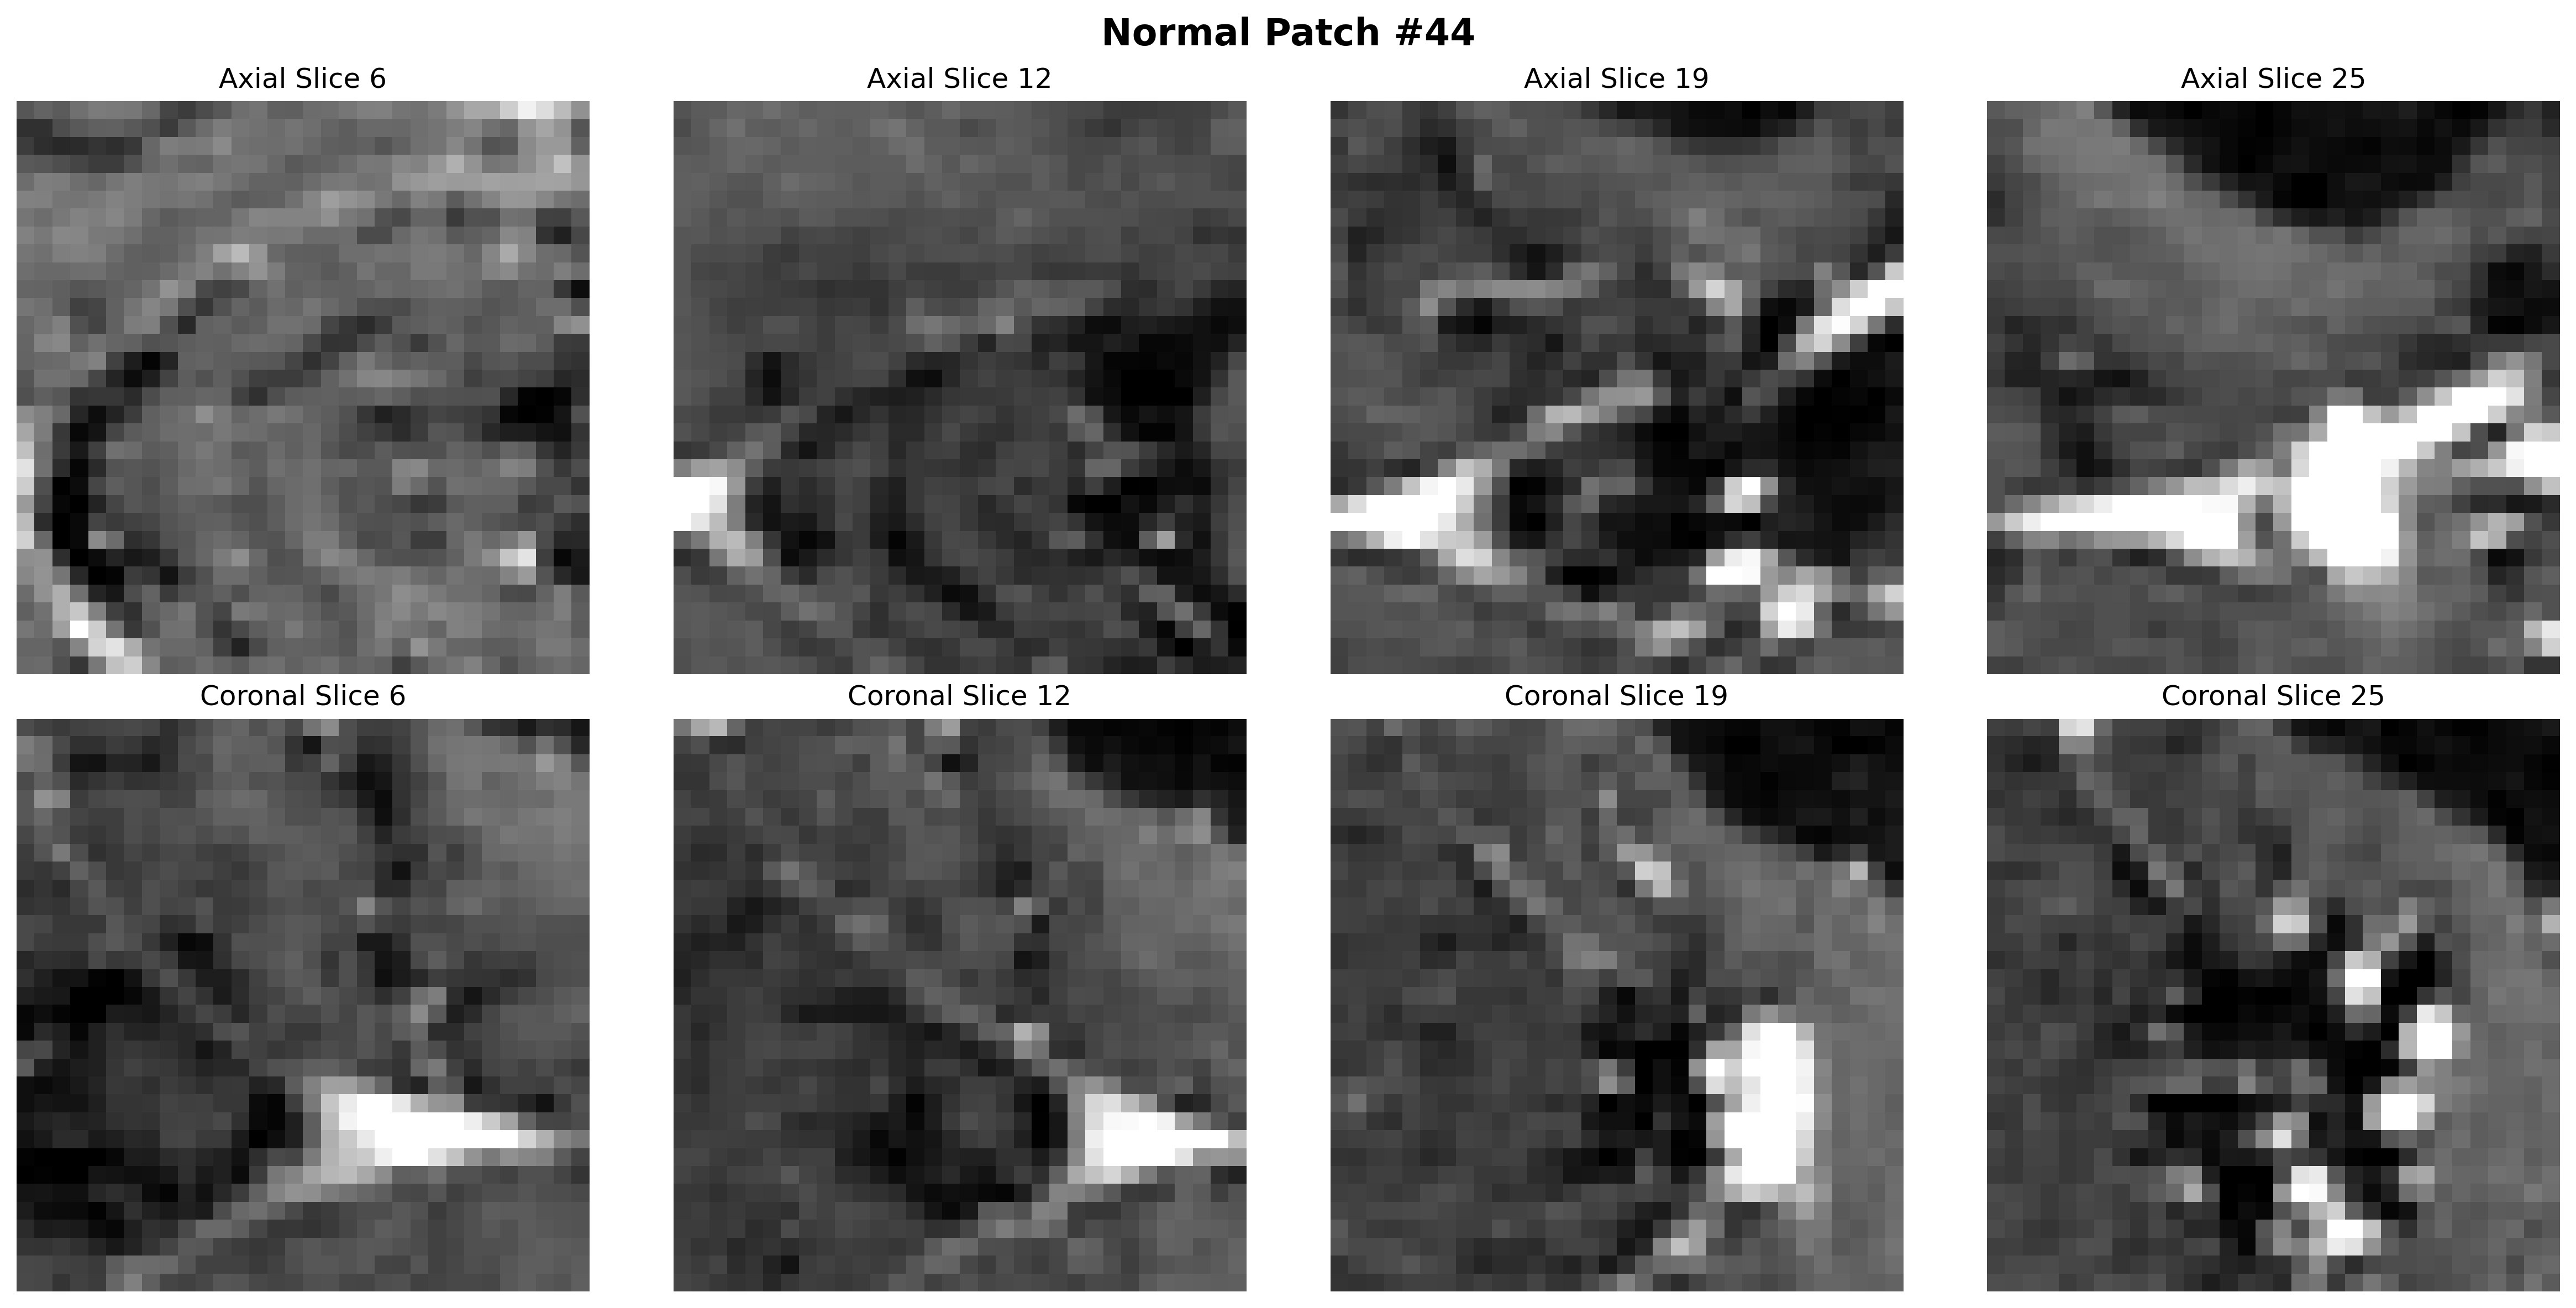 Normal Patch #44
Axial Slice 6
Axial Slice 12
Axial Slice 19
Axial Slice 25
Coronal Slice 6
Coronal Slice 12
Coronal Slice 19
Coronal Slice 25